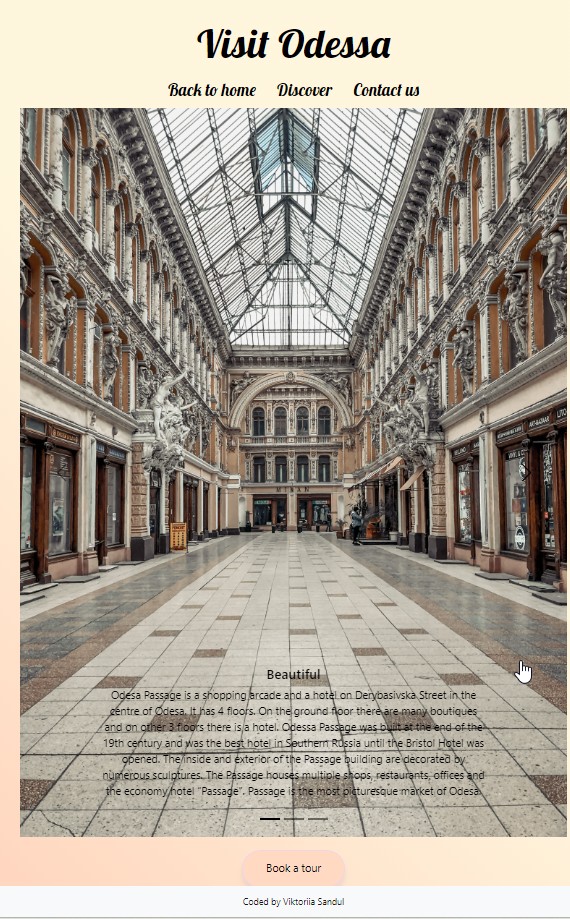 Visit Odessa
Back to home Discover Contact us
MILAN
Beautiful
Odesa Passage is a shopping arcade and a hotel on Derybasivska Street in the
centre of Odesa. It has 4 floors. On the ground floor there are many boutiques
and on other 3 floors there is a hotel. Odessa Passage was built at the end of the
19th century and was the best hotel in Southern Russia until the Bristol Hotel was
opened. The inside and exterior of the Passage building are decorated by
numerous sculptures. The Passage houses multiple shops, restaurants, offices and
the economy hotel "Passage". Passage is the most picturesque market of Odesa.
Book a tour
Coded by Viktoriia Sandul